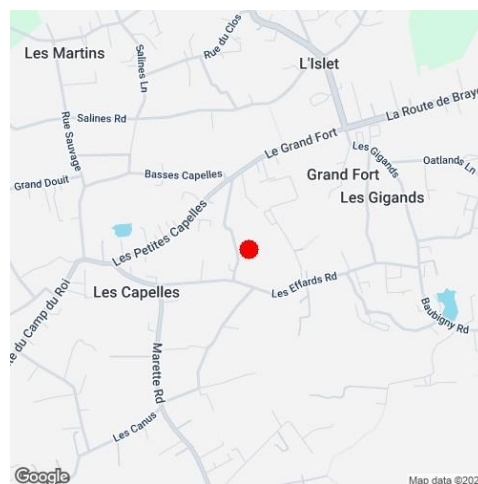 Les Martins
Salines Ln
Rue du Clos
L'Islet
Salines Rd
Rue Sauvage
La Route de Braye
Le Grand Fort
Les Gigands
Oatlands Ln
Grand Douit
Basses Capelles
Grand Fort
Les Gigands
Les Petites Capelles
Les Capelles
Les Effards Rd
Baubigny Rd
e du Camp du Roi
Marette Rd
Les Canus
Google
Map data ©202